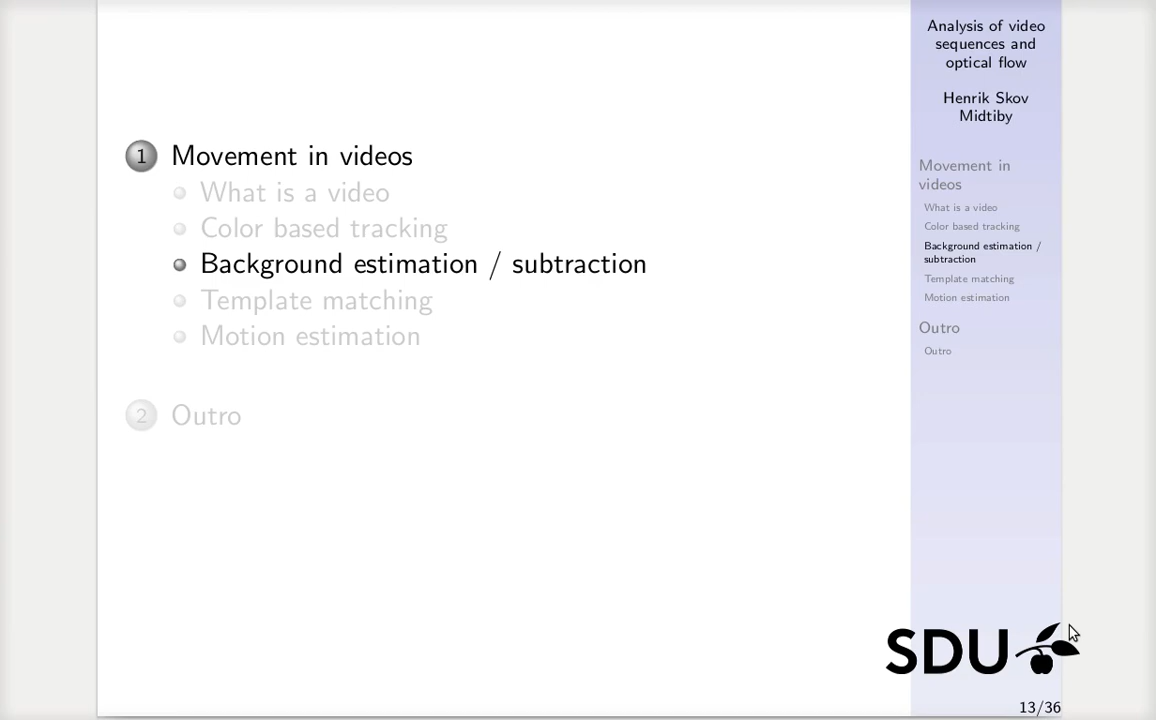 1 Movement in videos
What is a video
Color based tracking
Background estimation / subtraction
Template matching
Motion estimation
2 Outro
Analysis of video
sequences and
optical flow
Henrik Skov
Midtiby
Movement in
videos
What is a video
Color based tracking
Background estimation /
subtraction
Template matching
Motion estimation
Outro
Outro
SDU
13/36